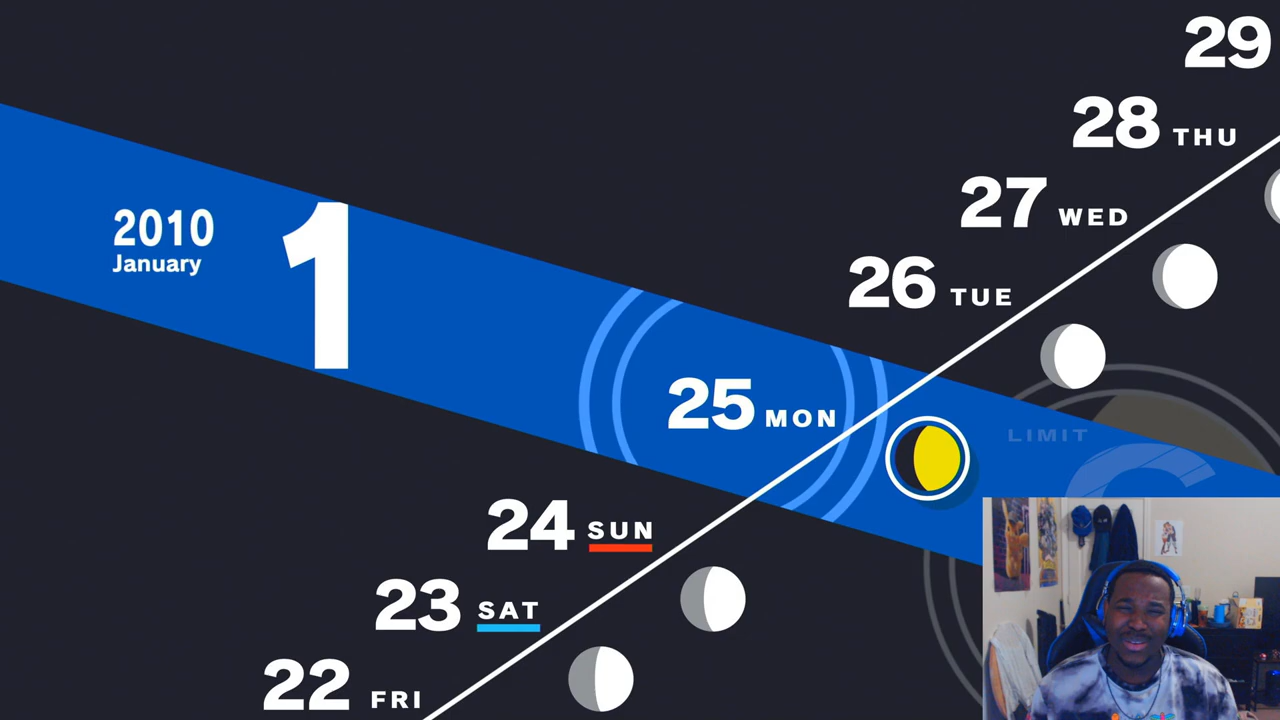 29
28 THU
27 WED
2010
January
1
26 TUE
25 MON
LIMIT
24 SUN
23 SAT
22 FRI